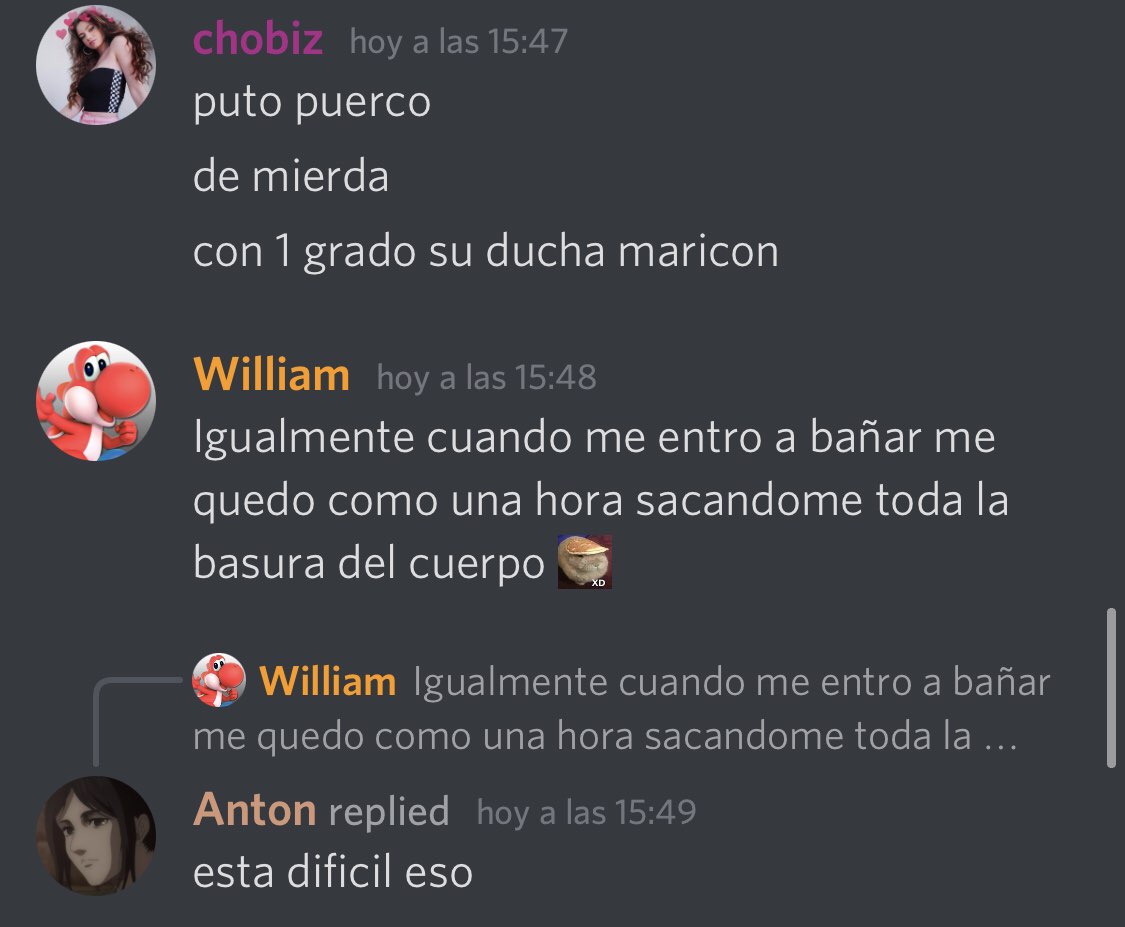 chobiz hoy a las 15:47
puto puerco
de mierda
con 1 grado su ducha maricon
William hoy a las 15:48
Igualmente cuando me entro a bañar me
quedo como una hora sacandome toda la
basura del cuerpo
XD
William Igualmente cuando me entro a bañar
me quedo como una hora sacandome toda la ...
Anton replied hoy a las 15:49
esta dificil eso